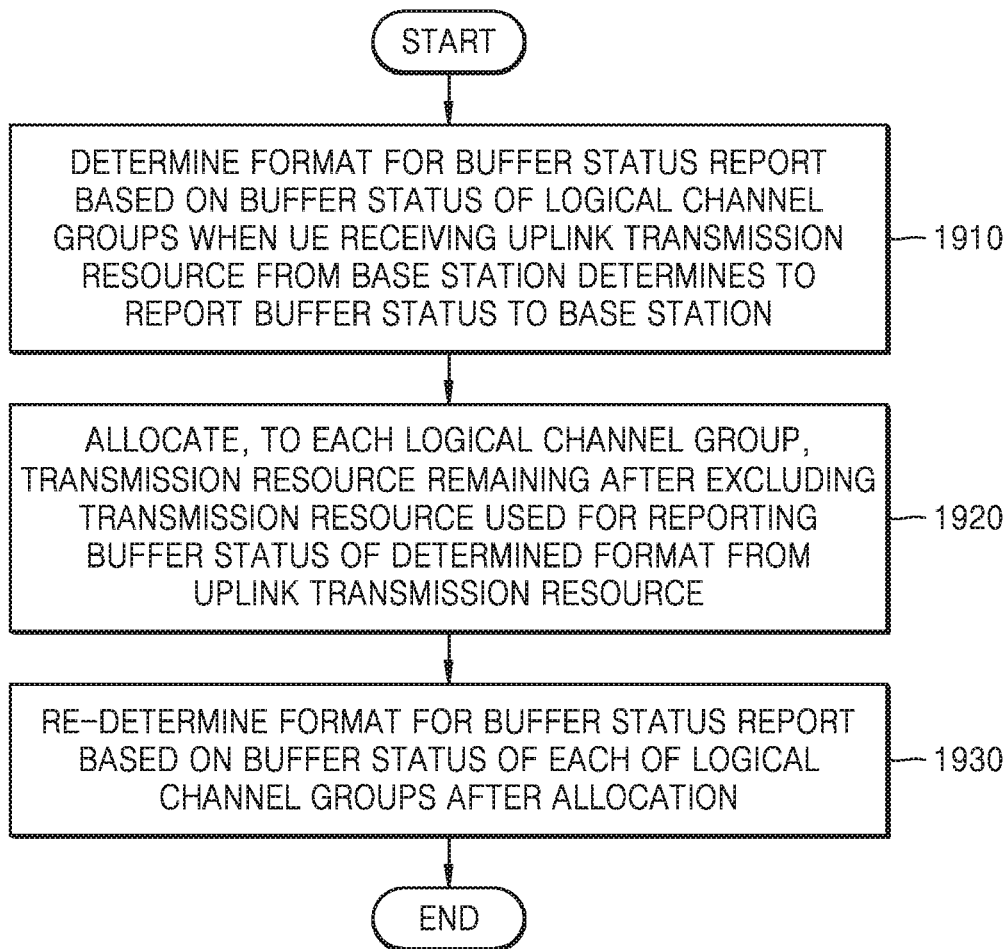 START
DETERMINE FORMAT FOR BUFFER STATUS REPORT
BASED ON BUFFER STATUS OF LOGICAL CHANNEL
GROUPS WHEN UE RECEIVING UPLINK TRANSMISSION
RESOURCE FROM BASE STATION DETERMINES TO
REPORT BUFFER STATUS TO BASE STATION
1910
ALLOCATE, TO EACH LOGICAL CHANNEL GROUP,
TRANSMISSION RESOURCE REMAINING AFTER EXCLUDING
TRANSMISSION RESOURCE USED FOR REPORTING
BUFFER STATUS OF DETERMINED FORMAT FROM
UPLINK TRANSMISSION RESOURCE
1920
RE-DETERMINE FORMAT FOR BUFFER STATUS REPORT
BASED ON BUFFER STATUS OF EACH OF LOGICAL
CHANNEL GROUPS AFTER ALLOCATION
1930
END